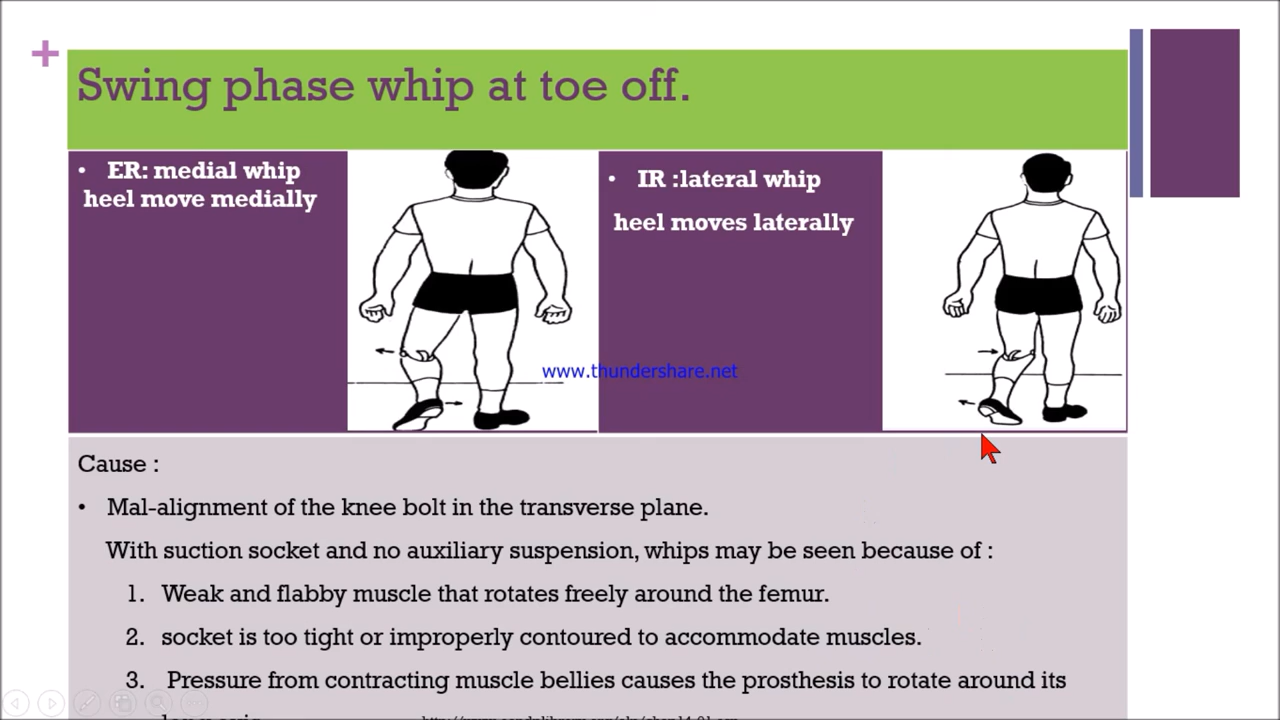 +
Swing phase whip at toe off.
• ER: medial whip
heel move medially
• IR :lateral whip
heel moves laterally
www.thundershare.net
Cause :
• Mal-alignment of the knee bolt in the transverse plane.
With suction socket and no auxiliary suspension, whips may be seen because of :
1. Weak and flabby muscle that rotates freely around the femur.
2. socket is too tight or improperly contoured to accommodate muscles.
3. Pressure from contracting muscle bellies causes the prosthesis to rotate around its